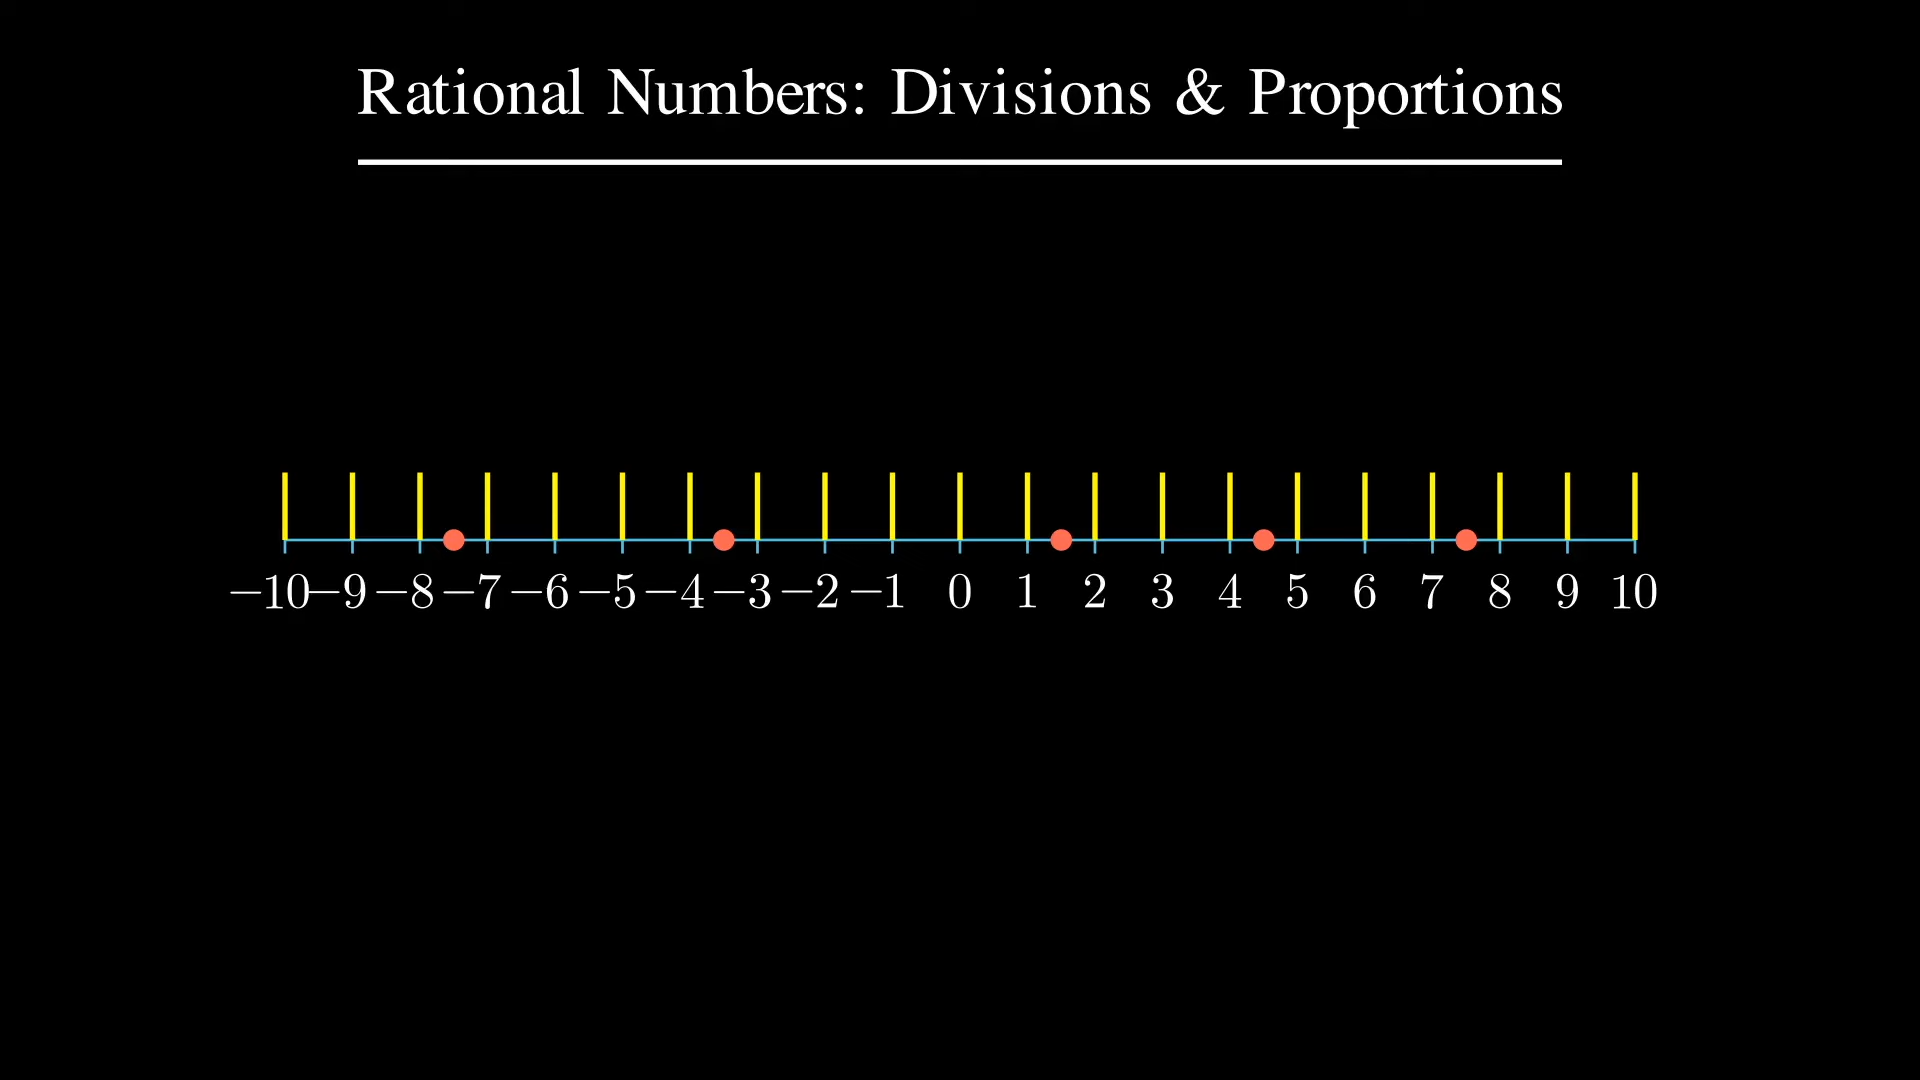 Rational Numbers: Divisions & Proportions
−10 −9 −8 −7 −6 −5 −4 −3 −2 −1 0 1 2 3 4 5 6 7 8 9 10